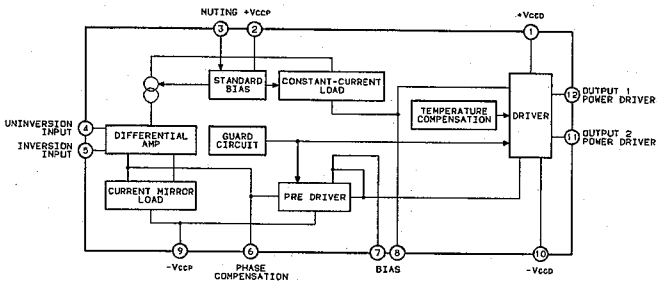 MUTING +VCCP
+VCCD
3
2
1
STANDARD
BIAS
CONSTANT-CURRENT
LOAD
12
OUTPUT 1
POWER DRIVER
TEMPERATURE
COMPENSATION
DRIVER
UNINVERSION
INPUT
4
DIFFERENTIAL
AMP
GUARD
CIRCUIT
11
OUTPUT 2
POWER DRIVER
INVERSION
INPUT
5
CURRENT MIRROR
LOAD
PRE DRIVER
9
6
7
8
10
-VCCP
PHASE
COMPENSATION
BIAS
-VCCD